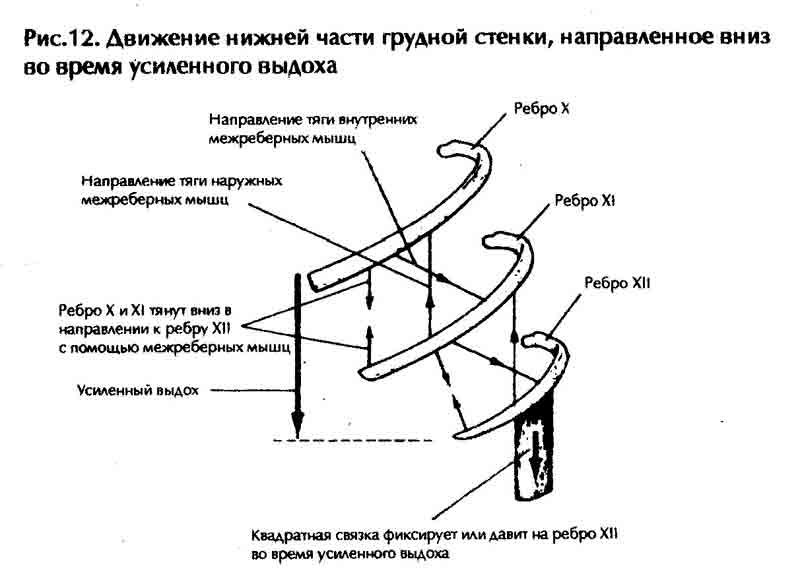 Рис.12. Движение нижней части грудной стенки, направленное вниз
во время усиленного выдоха
Направление тяги внутренних
межреберных мышц
Ребро X
Направление тяги наружных
межреберных мышц
Ребро XI
Ребро XII
Ребро X и XI тянут вниз в
направлении к ребру XII
с помощью межреберных мышц
Усиленный выдох
Квадратная связка фиксирует или давит на ребро XII
во время усиленного выдоха